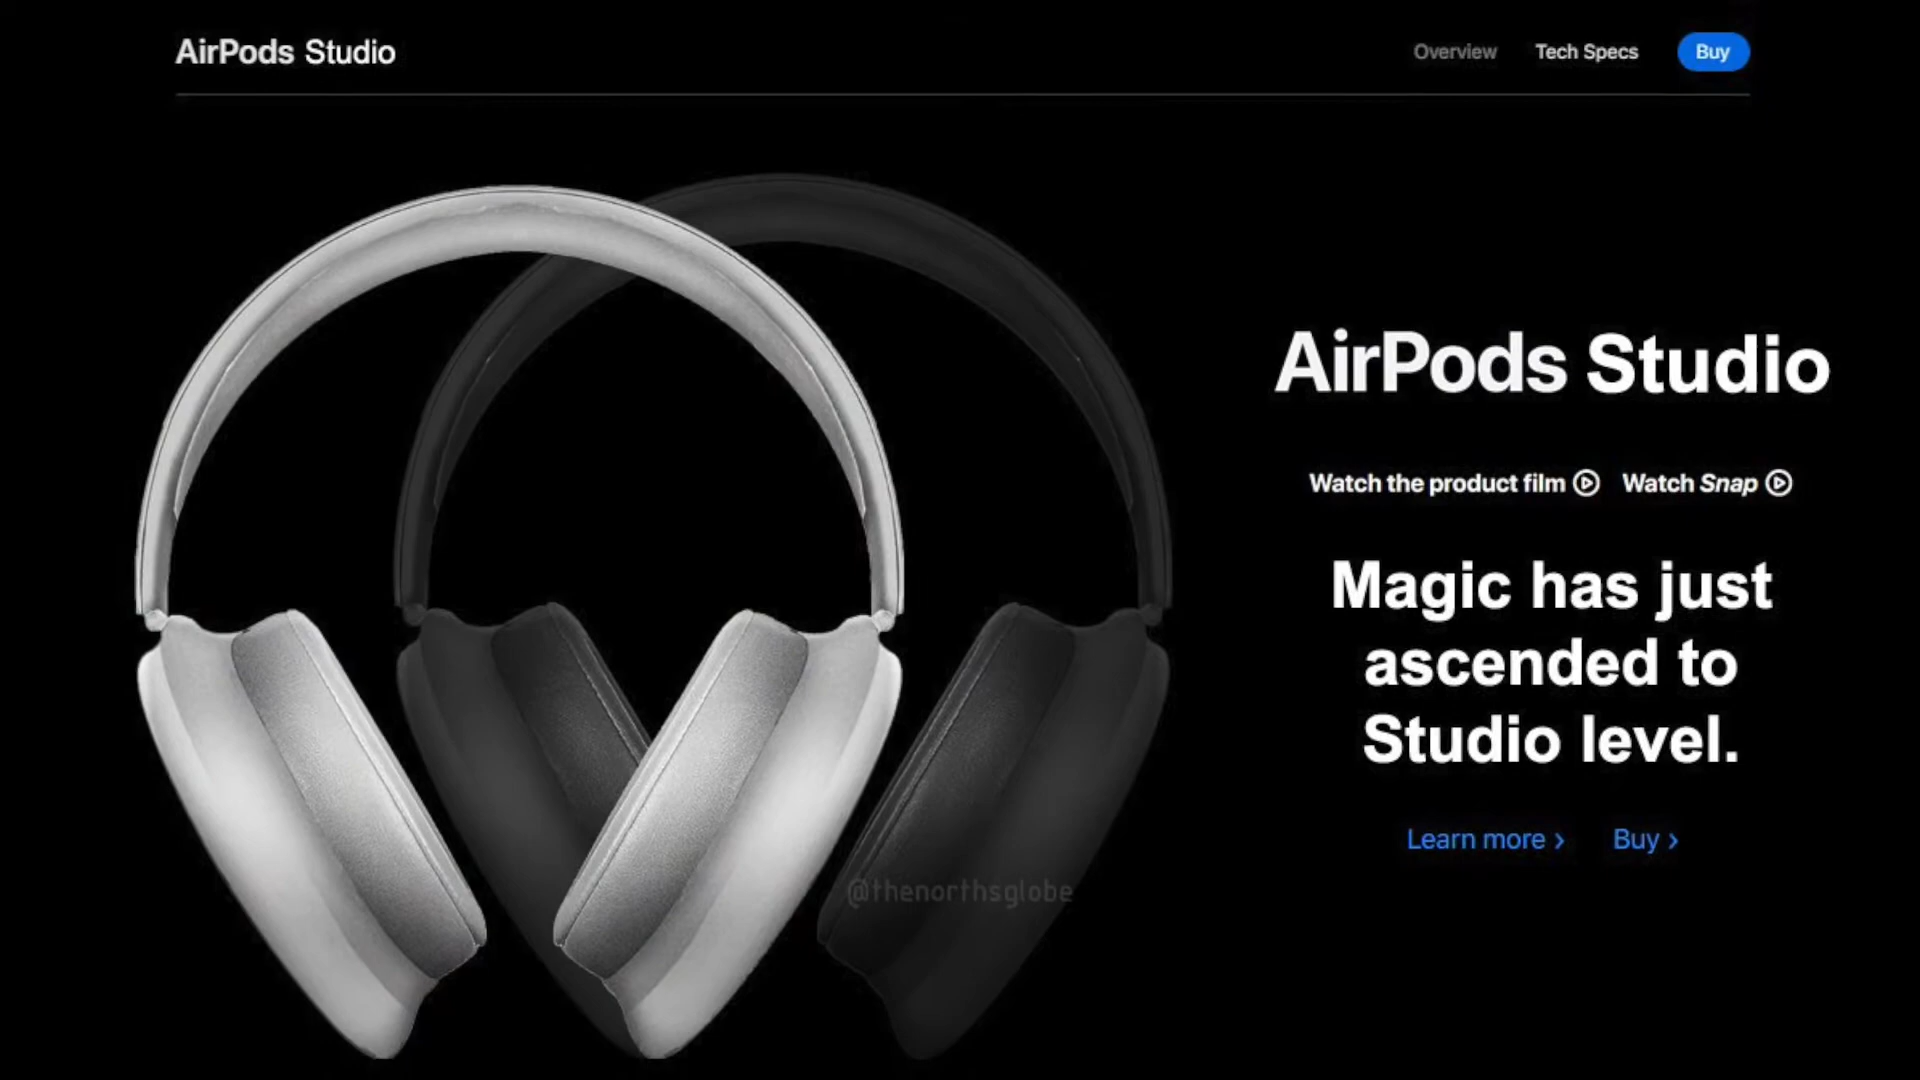 AirPods Studio
Overview Tech Specs Buy
AirPods Studio
Watch the product film Watch Snap
Magic has just
ascended to
Studio level.
Learn more › Buy ›
@thenorthsglobe